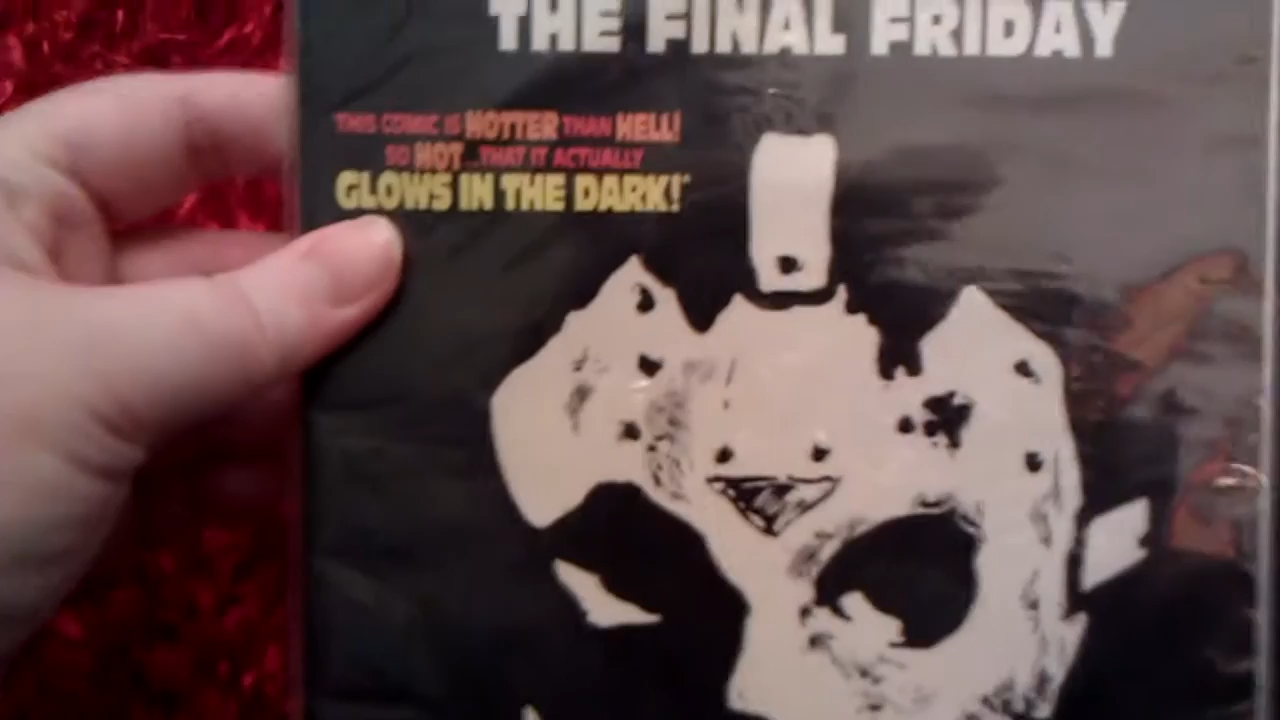 THE FINAL FRIDAY
THIS COMIC IS HOTTER THAN HELL!
SO HOT...THAT IT ACTUALLY
GLOWS IN THE DARK!